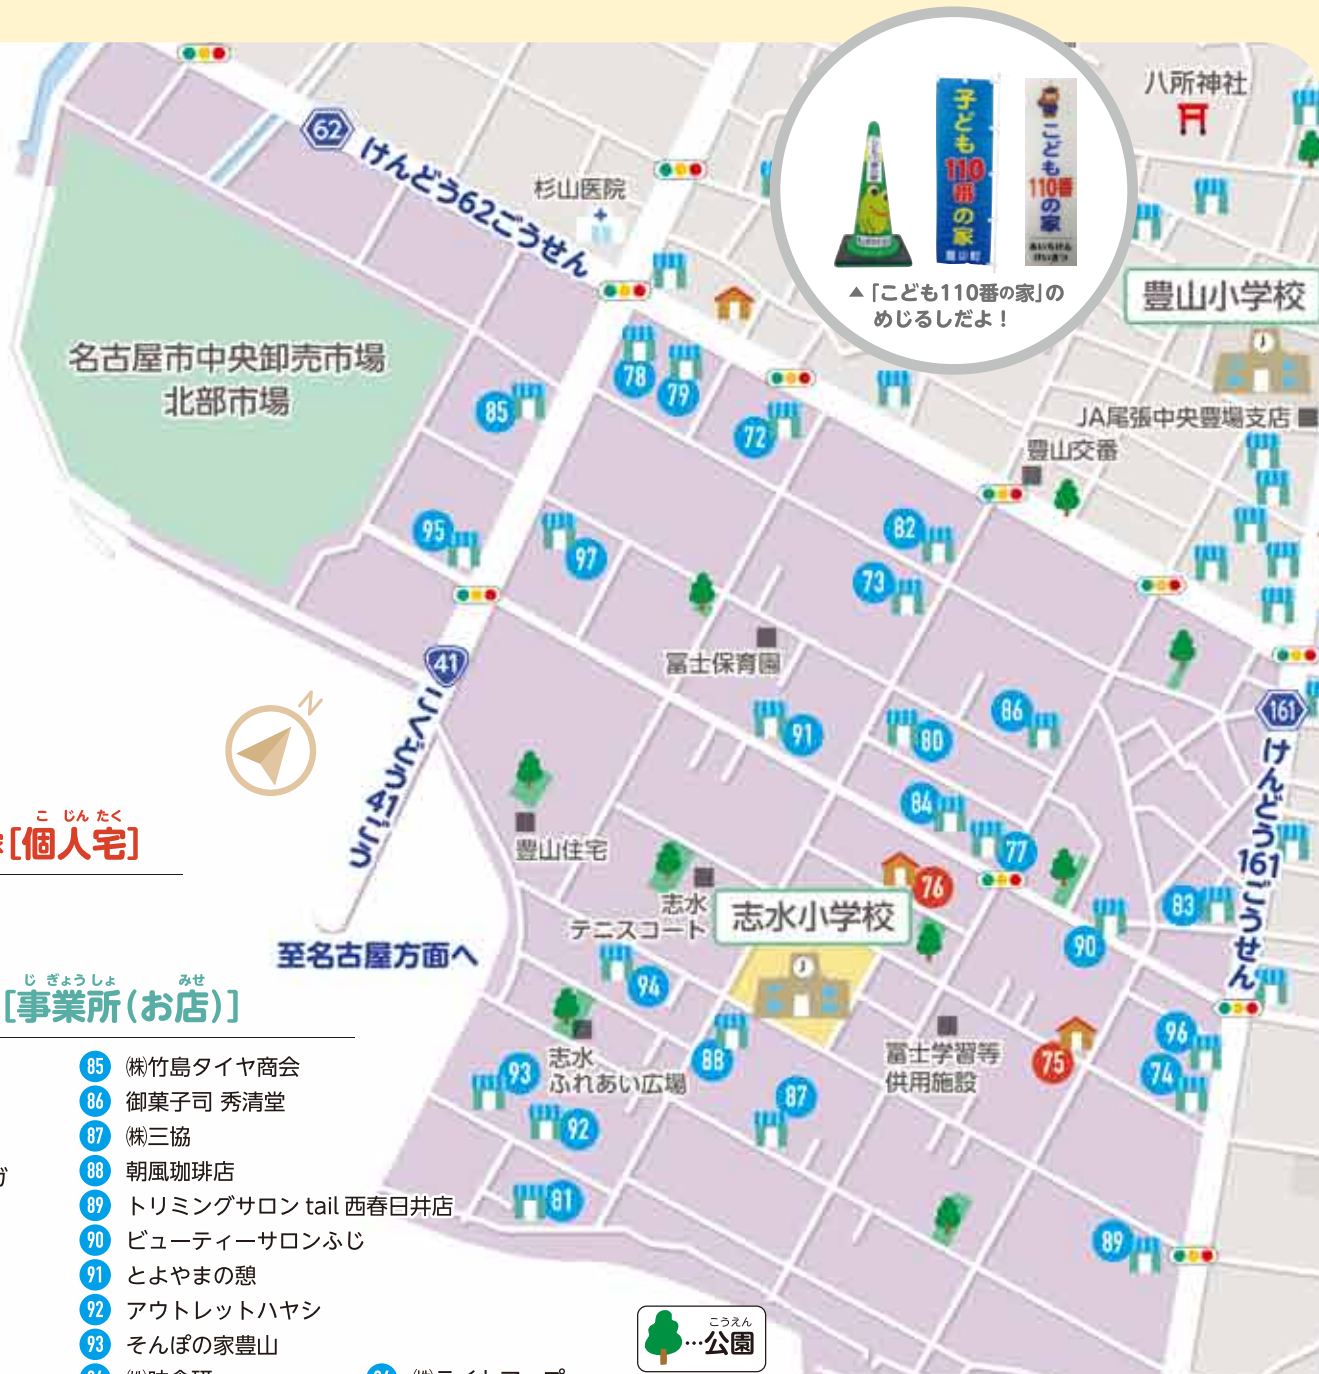 八所神社
子ども110番の家
豊山町
こども110番の家
あいちけん
けいさつ
▲「こども110番の家」の
めじるしだよ！
62
けんどう62ごうせん
杉山医院
豊山小学校
名古屋市中央卸売市場
北部市場
JA尾張中央豊場支店
豊山交番
78
79
85
72
95
97
82
73
冨士保育園
41
こくどう41ごう
N
161
けんどう161ごうせん
91
80
86
84
77
76
豊山住宅
志水
テニスコート
志水小学校
83
90
至名古屋方面へ
94
88
志水
ふれあい広場
冨士学習等
供用施設
75
96
74
93
87
92
81
89
こ じん たく
[個人宅]
じ ぎょう しょ みせ
[事業所(お店)]
85 ㈱竹島タイヤ商会
86 御菓子司 秀清堂
87 ㈱三協
88 朝風珈琲店
89 トリミングサロン tail 西春日井店
90 ビューティーサロンふじ
91 とよやまの憩
92 アウトレットハヤシ
93 そんぽの家豊山
こうえん
…公園